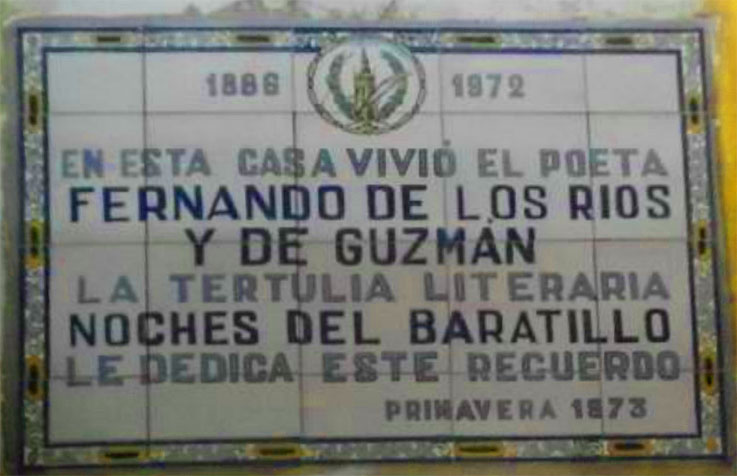 1886 1972
EN ESTA CASA VIVIÓ EL POETA
FERNANDO DE LOS RIOS
Y DE GUZMÁN
LA TERTULIA LITERARIA
NOCHES DEL BARATILLO
LE DEDICA ESTE RECUERDO
PRIMAVERA 1973